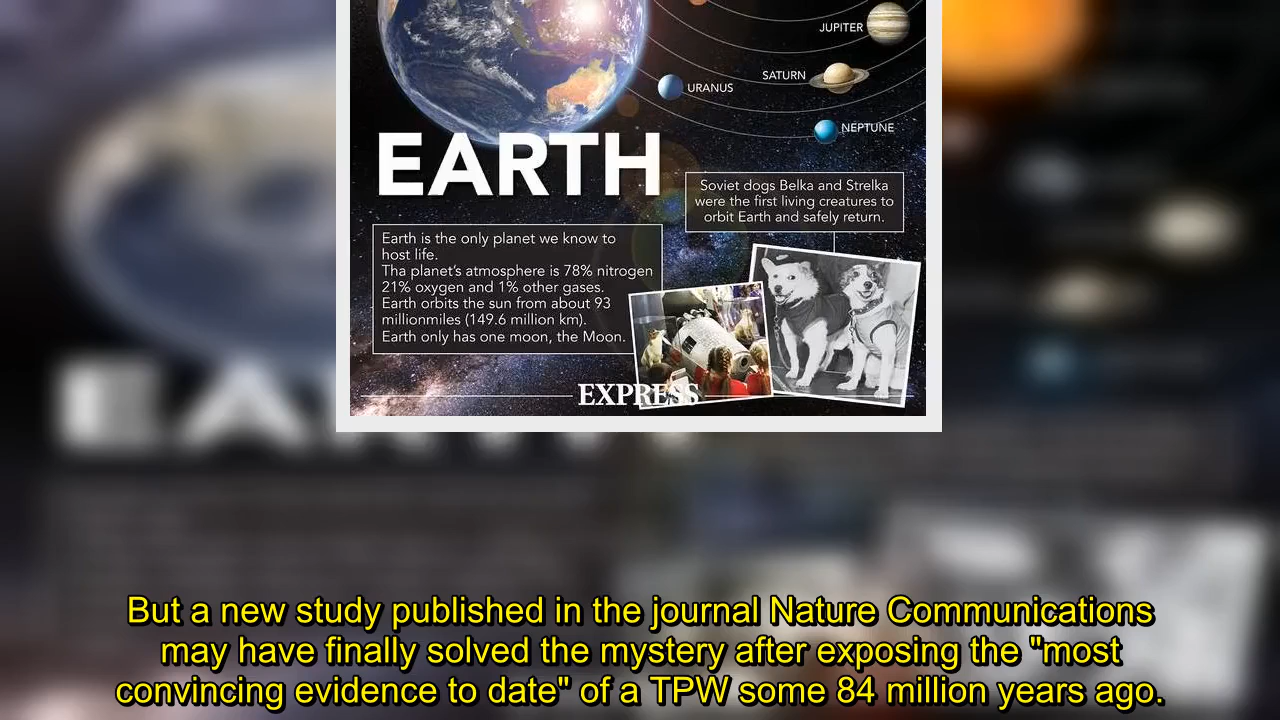 JUPITER
SATURN
URANUS
NEPTUNE
EARTH
Soviet dogs Belka and Strelka
were the first living creatures to
orbit Earth and safely return.
Earth is the only planet we know to
host life.
Tha planet's atmosphere is 78% nitrogen
21% oxygen and 1% other gases.
Earth orbits the sun from about 93
millionmiles (149.6 million km).
Earth only has one moon, the Moon.
EXPRESS
But a new study published in the journal Nature Communications
may have finally solved the mystery after exposing the "most
convincing evidence to date" of a TPW some 84 million years ago.